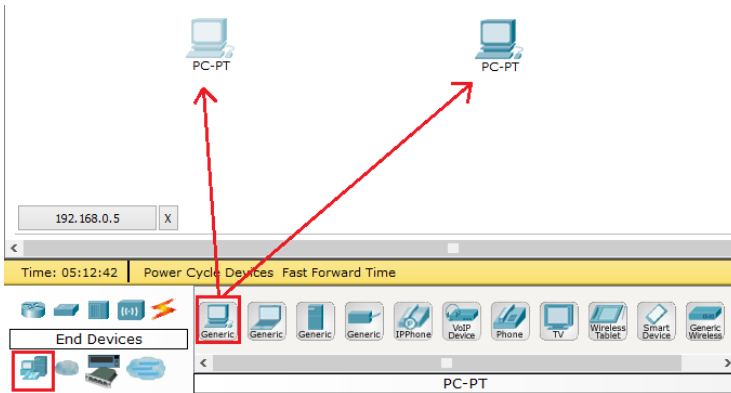 PC-PT
PC-PT
192.168.0.5 X
Time: 05:12:42 Power Cycle Devices Fast Forward Time
End Devices
Generic Generic Generic Generic IPPhone VoIP Device Phone TV Wireless Tablet Smart Device Generic Wireless
PC-PT